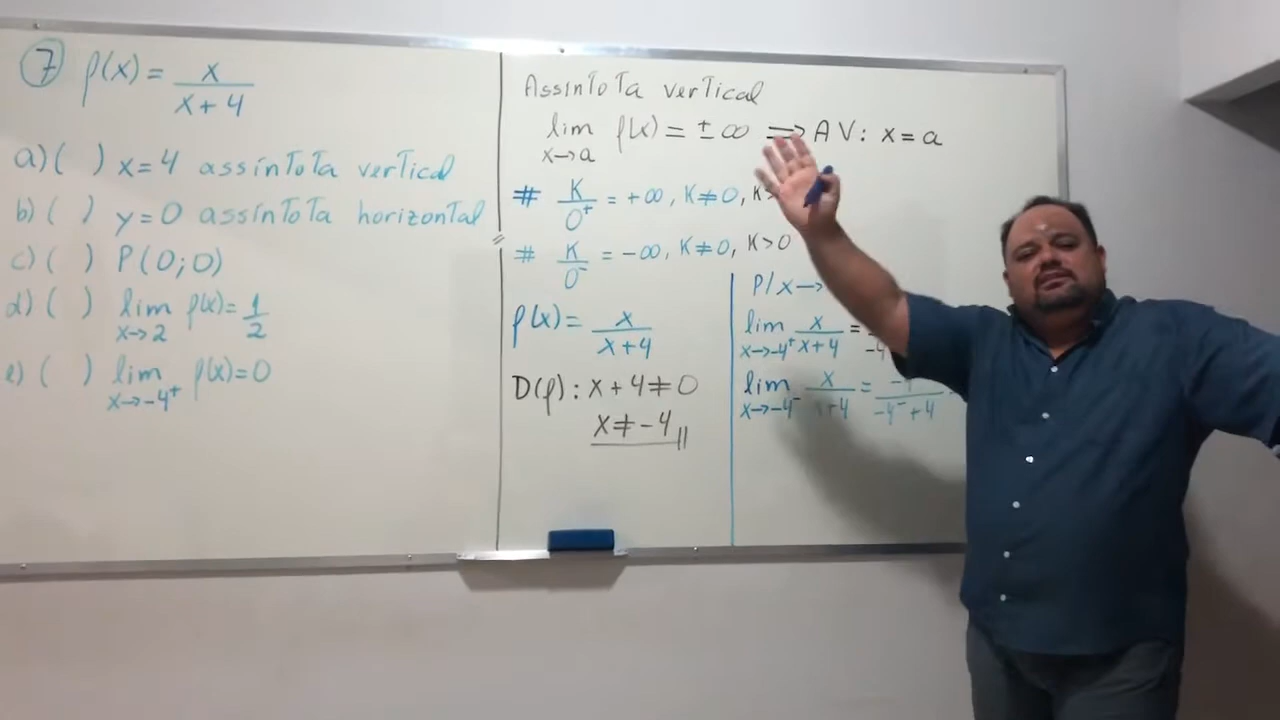 7 f(x) = x/(x+4)
a) ( ) x=4 assíntota vertical
b) ( ) y=0 assíntota horizontal
c) ( ) P(0;0)
d) ( ) lim x→2 f(x) = 1/2
e) ( ) lim x→-4⁺ f(x) = 0
Assíntota vertical
lim x→a f(x) = ±∞ ⟹ AV: x=a
# K/0⁺ = +∞, K≠0, K
# K/0⁻ = -∞, K≠0, K>0
f(x) = x/(x+4)
D(f): x+4≠0
x≠-4
P/ x→
lim x→-4⁺ x/(x+4) =
lim x→-4⁻ x/(x+4) = -4/(-4⁻+4)